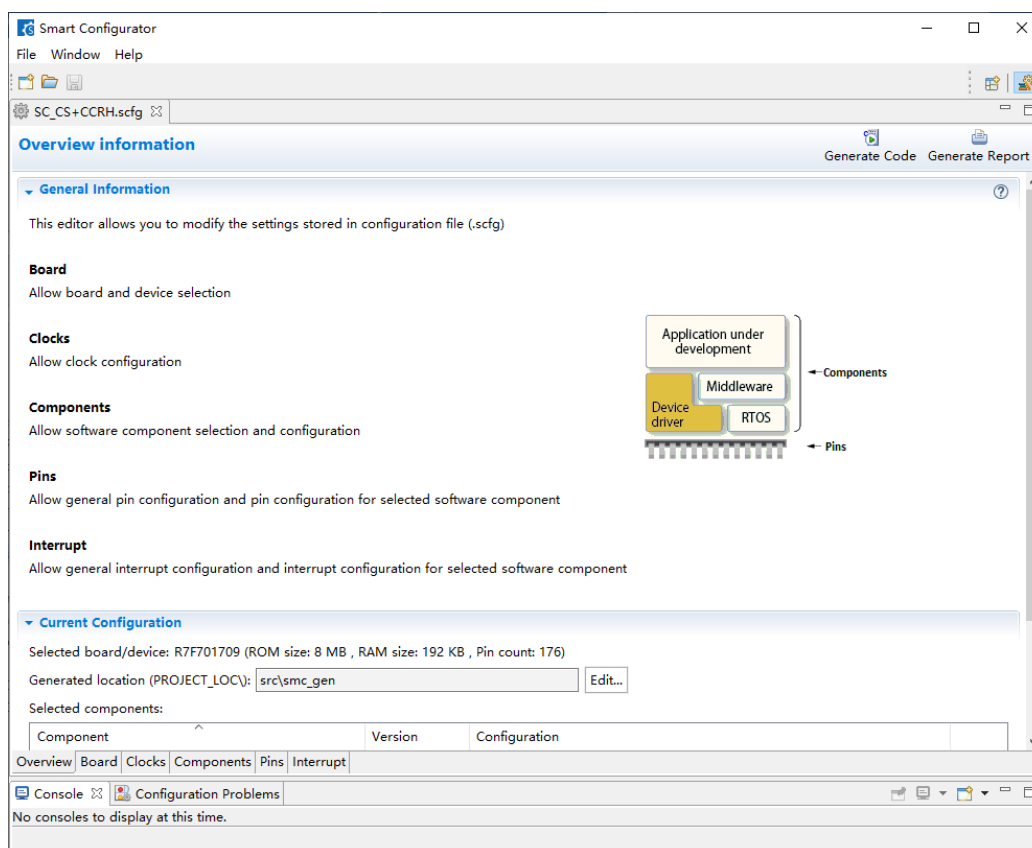 Smart Configurator
File Window Help
SC_CS+CCRH.scfg
Overview information
Generate Code Generate Report
General Information
This editor allows you to modify the settings stored in configuration file (.scfg)
Board
Allow board and device selection
Clocks
Allow clock configuration
Components
Allow software component selection and configuration
Pins
Allow general pin configuration and pin configuration for selected software component
Interrupt
Allow general interrupt configuration and interrupt configuration for selected software component
Application under
development
Middleware
Device
driver
RTOS
Components
Pins
Current Configuration
Selected board/device: R7F701709 (ROM size: 8 MB , RAM size: 192 KB , Pin count: 176)
Generated location (PROJECT_LOC\): src\smc_gen Edit...
Selected components:
Component Version Configuration
Overview Board Clocks Components Pins Interrupt
Console Configuration Problems
No consoles to display at this time.